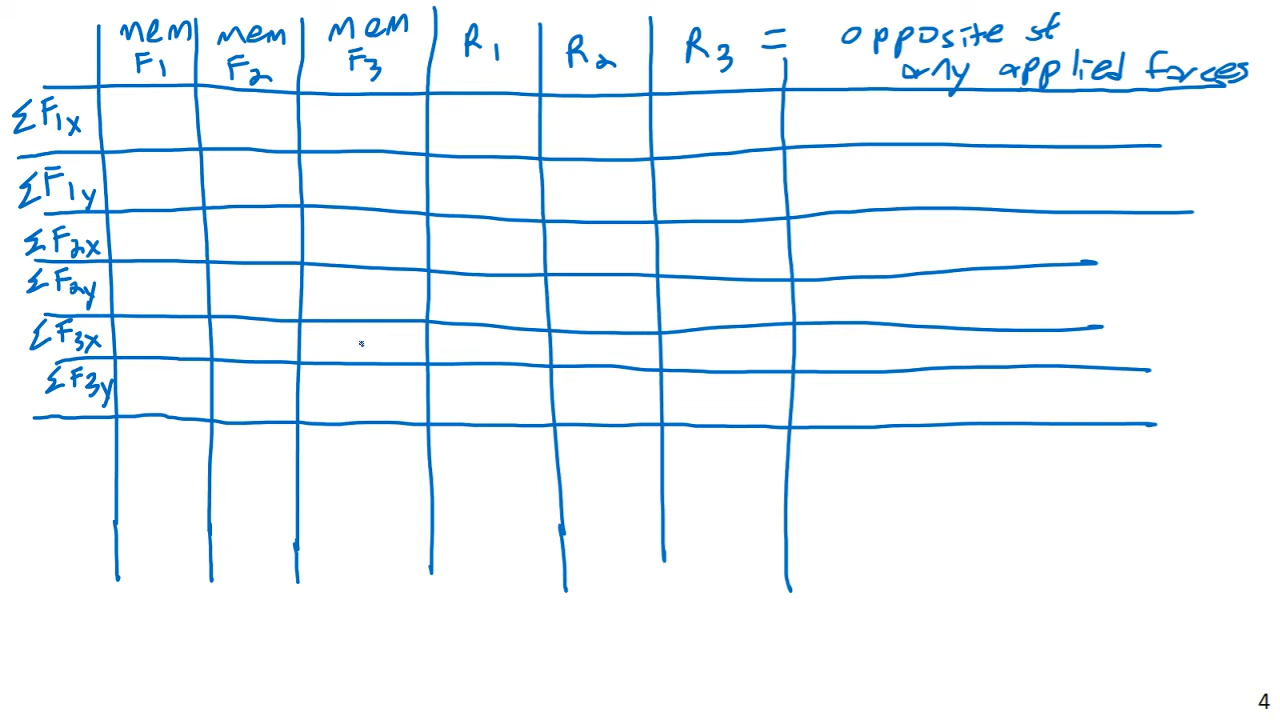 mem mem mem R1 R2 R3 = opposite of
F1 F2 F3 any applied forces
ΣF1x
ΣF1y
ΣF2x
ΣF2y
ΣF3x
ΣF3y
4